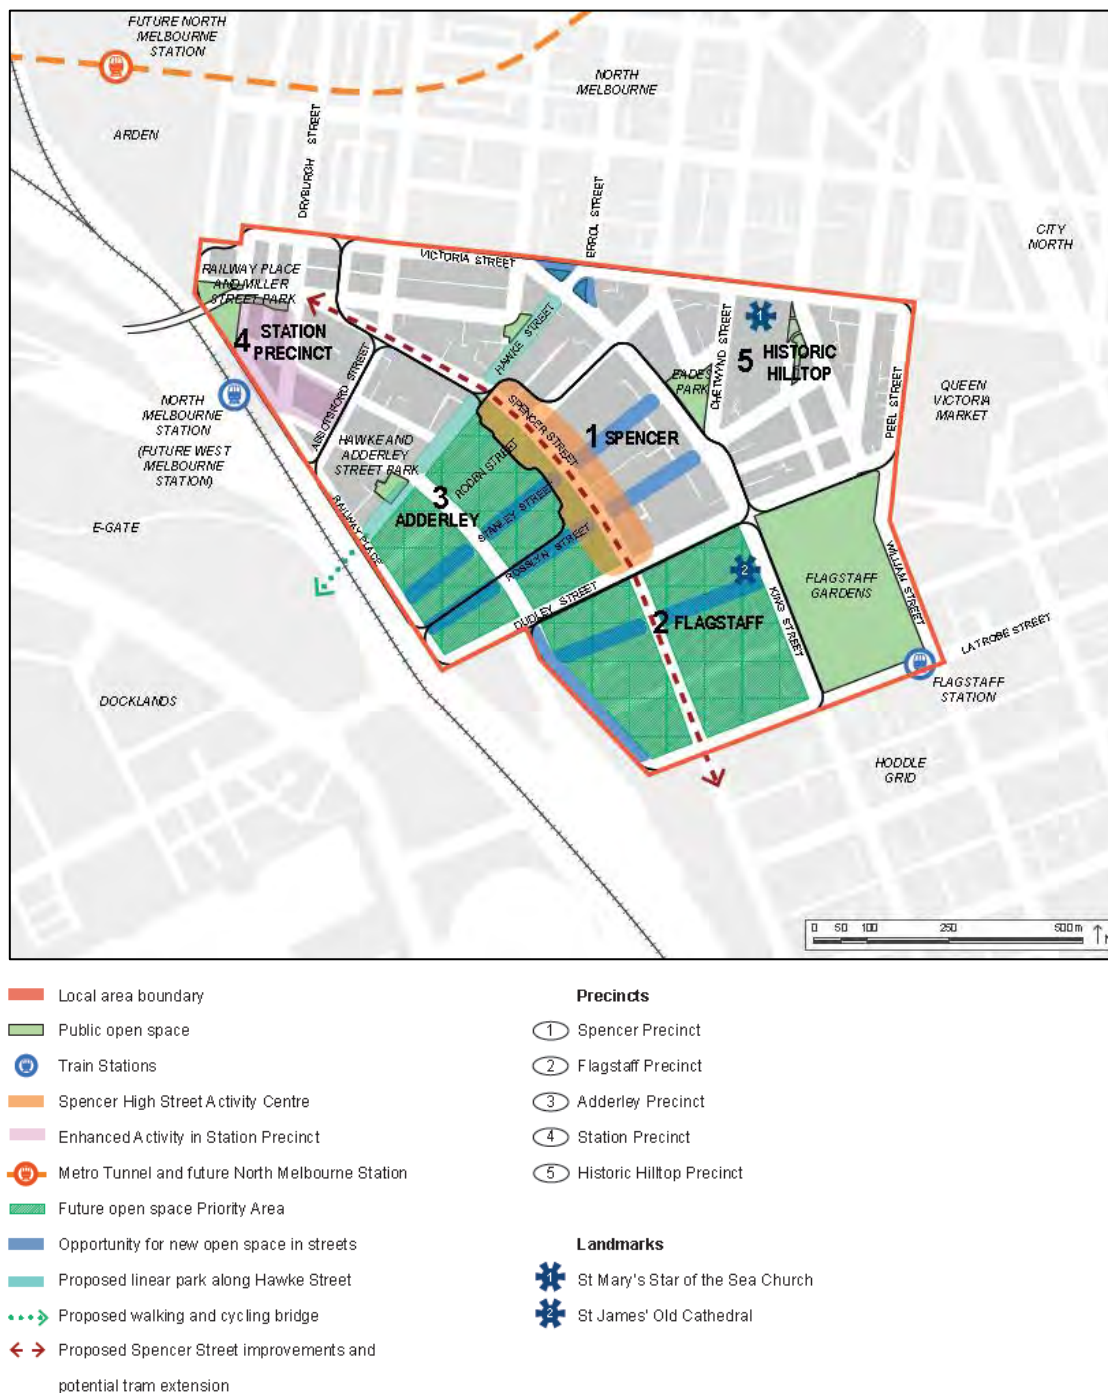 FUTURE NORTH
MELBOURNE
STATION
NORTH
MELBOURNE
ARDEN
DRYBURGH STREET
ERROL STREET
CITY
NORTH
VICTORIA STREET
RAILWAY PLACE
AND MILLER
STREET PARK
4 STATION
PRECINCT
HAWKE STREET
CHETWYND STREET
1
5 HISTORIC
HILLTOP
EADES
PARK
PEEL STREET
QUEEN
VICTORIA
MARKET
NORTH
MELBOURNE
STATION
(FUTURE WEST
MELBOURNE
STATION)
ABBOTSFORD STREET
SPENCER STREET
1 SPENCER
HAWKE AND
ADDERLEY
STREET PARK
RODEN STREET
3
ADDERLEY
STANLEY STREET
ROSSLYN STREET
RAILWAY PLACE
E-GATE
DUDLEY STREET
2
2 FLAGSTAFF
KING STREET
FLAGSTAFF
GARDENS
WILLIAM STREET
LATROBE STREET
FLAGSTAFF
STATION
DOCKLANDS
HODDLE
GRID
0 50 100 250 500 m
N
Local area boundary
Public open space
Train Stations
Spencer High Street Activity Centre
Enhanced Activity in Station Precinct
Metro Tunnel and future North Melbourne Station
Future open space Priority Area
Opportunity for new open space in streets
Proposed linear park along Hawke Street
Proposed walking and cycling bridge
Proposed Spencer Street improvements and
potential tram extension
Precincts
1 Spencer Precinct
2 Flagstaff Precinct
3 Adderley Precinct
4 Station Precinct
5 Historic Hilltop Precinct
Landmarks
1 St Mary's Star of the Sea Church
2 St James' Old Cathedral